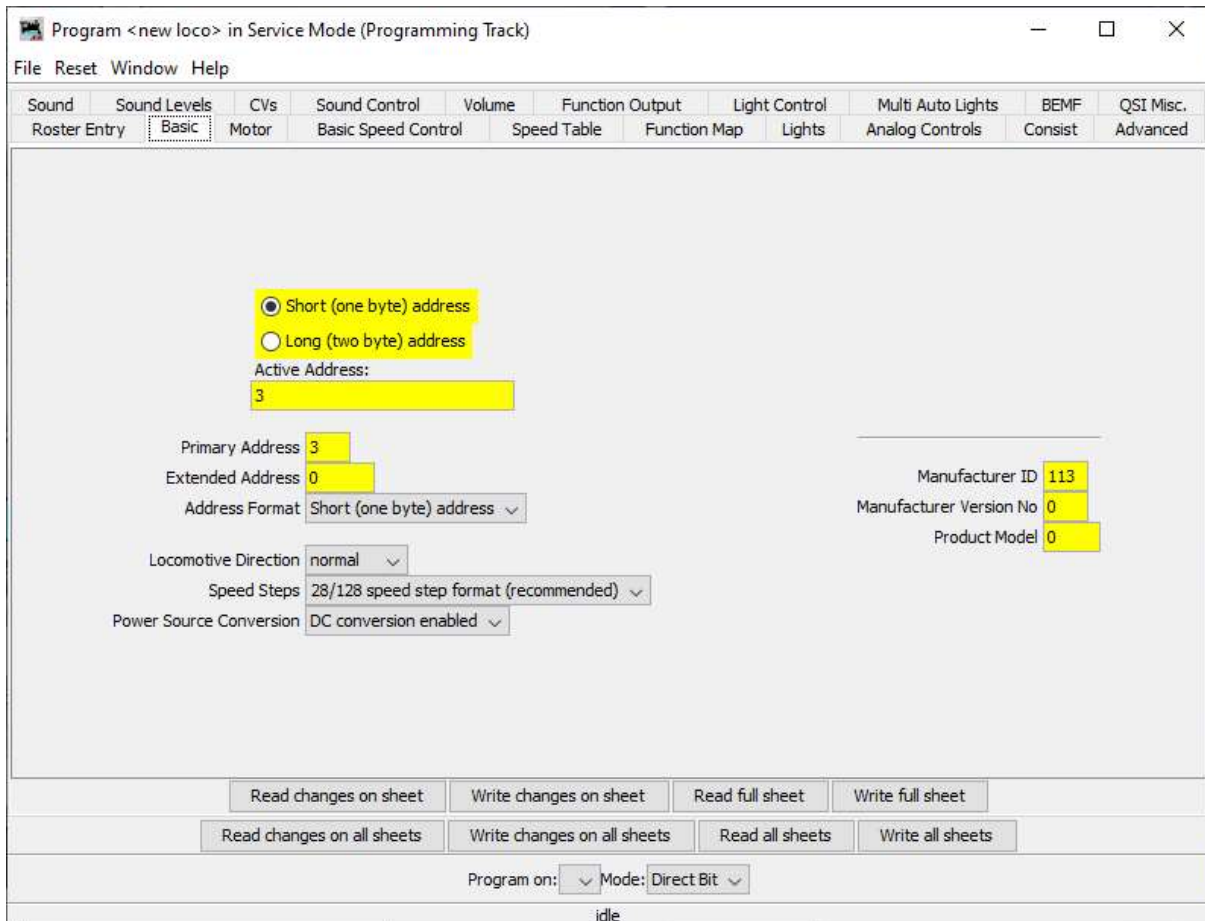 Program <new loco> in Service Mode (Programming Track)
File Reset Window Help
Sound Sound Levels CVs Sound Control Volume Function Output Light Control Multi Auto Lights BEMF QSI Misc.
Roster Entry Basic Motor Basic Speed Control Speed Table Function Map Lights Analog Controls Consist Advanced
Short (one byte) address
Long (two byte) address
Active Address:
3
Primary Address 3
Extended Address 0
Address Format Short (one byte) address
Locomotive Direction normal
Speed Steps 28/128 speed step format (recommended)
Power Source Conversion DC conversion enabled
Manufacturer ID 113
Manufacturer Version No 0
Product Model 0
Read changes on sheet Write changes on sheet Read full sheet Write full sheet
Read changes on all sheets Write changes on all sheets Read all sheets Write all sheets
Program on: Mode: Direct Bit
idle